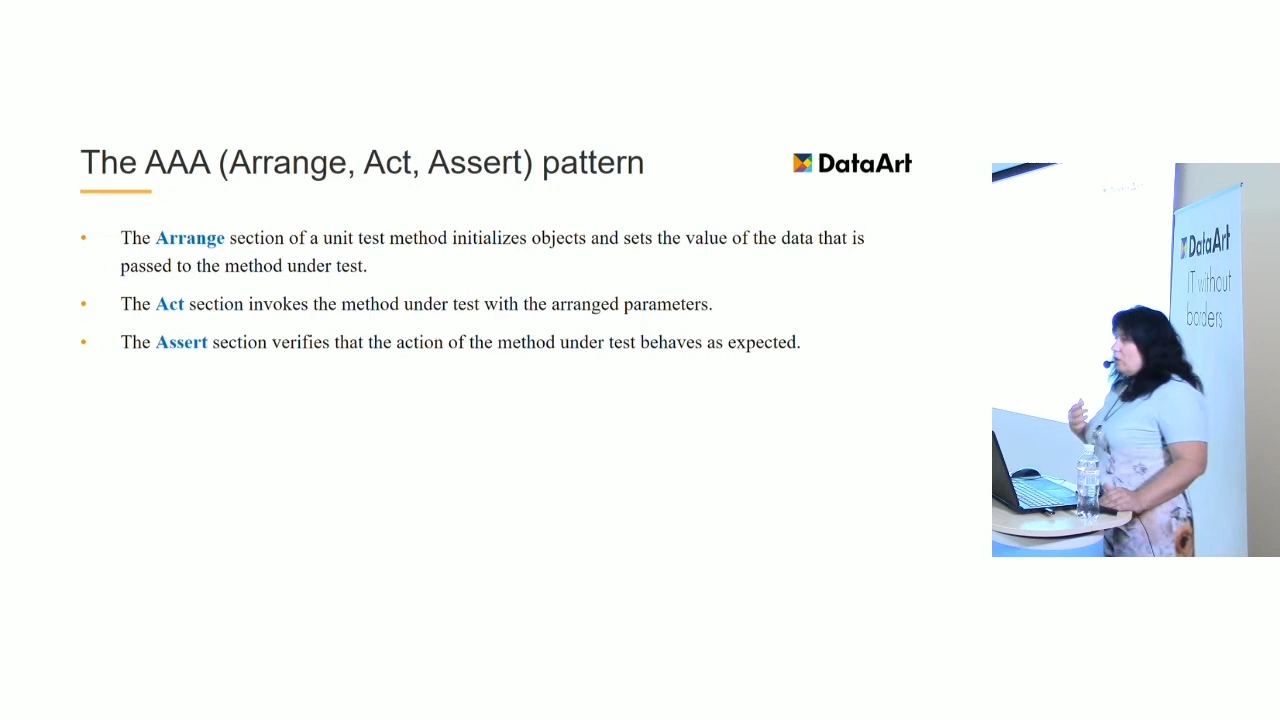 The AAA (Arrange, Act, Assert) pattern
DataArt
• The Arrange section of a unit test method initializes objects and sets the value of the data that is
passed to the method under test.
• The Act section invokes the method under test with the arranged parameters.
• The Assert section verifies that the action of the method under test behaves as expected.
DataArt
IT without
borders